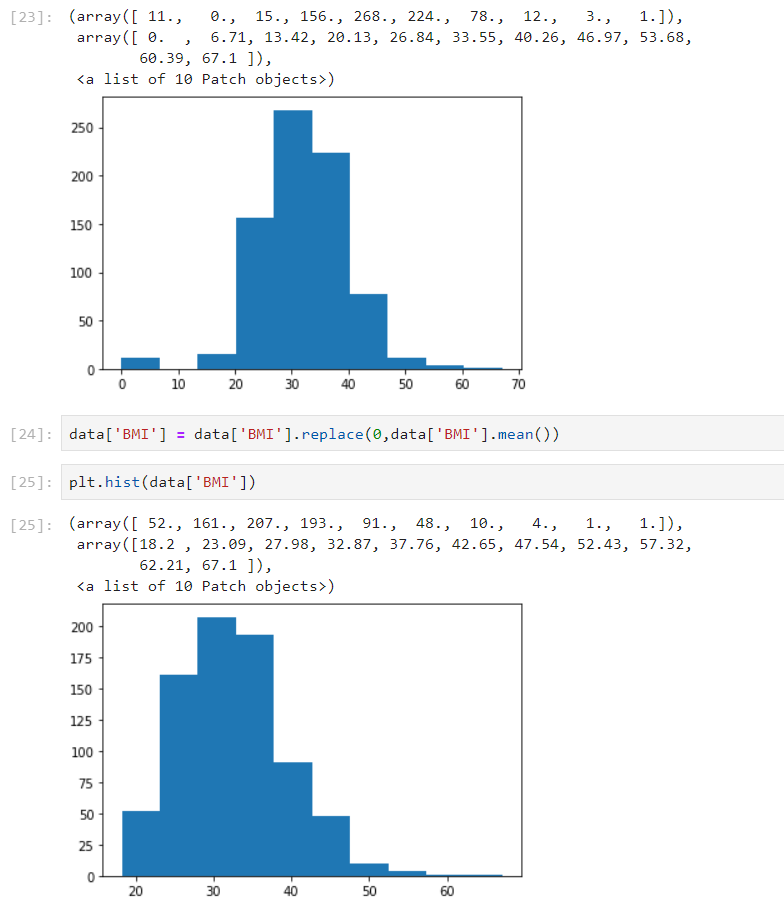 [23]: (array([ 11.,   0.,  15., 156., 268., 224.,  78.,  12.,   3.,   1.]),
array([ 0.  ,  6.71, 13.42, 20.13, 26.84, 33.55, 40.26, 46.97, 53.68,
60.39, 67.1 ]),
<a list of 10 Patch objects>)
250
200
150
100
50
0
0 10 20 30 40 50 60 70
[24]: data['BMI'] = data['BMI'].replace(0,data['BMI'].mean())
[25]: plt.hist(data['BMI'])
[25]: (array([ 52., 161., 207., 193.,  91.,  48.,  10.,   4.,   1.,   1.]),
array([18.2 , 23.09, 27.98, 32.87, 37.76, 42.65, 47.54, 52.43, 57.32,
62.21, 67.1 ]),
<a list of 10 Patch objects>)
200
175
150
125
100
75
50
25
0
20 30 40 50 60